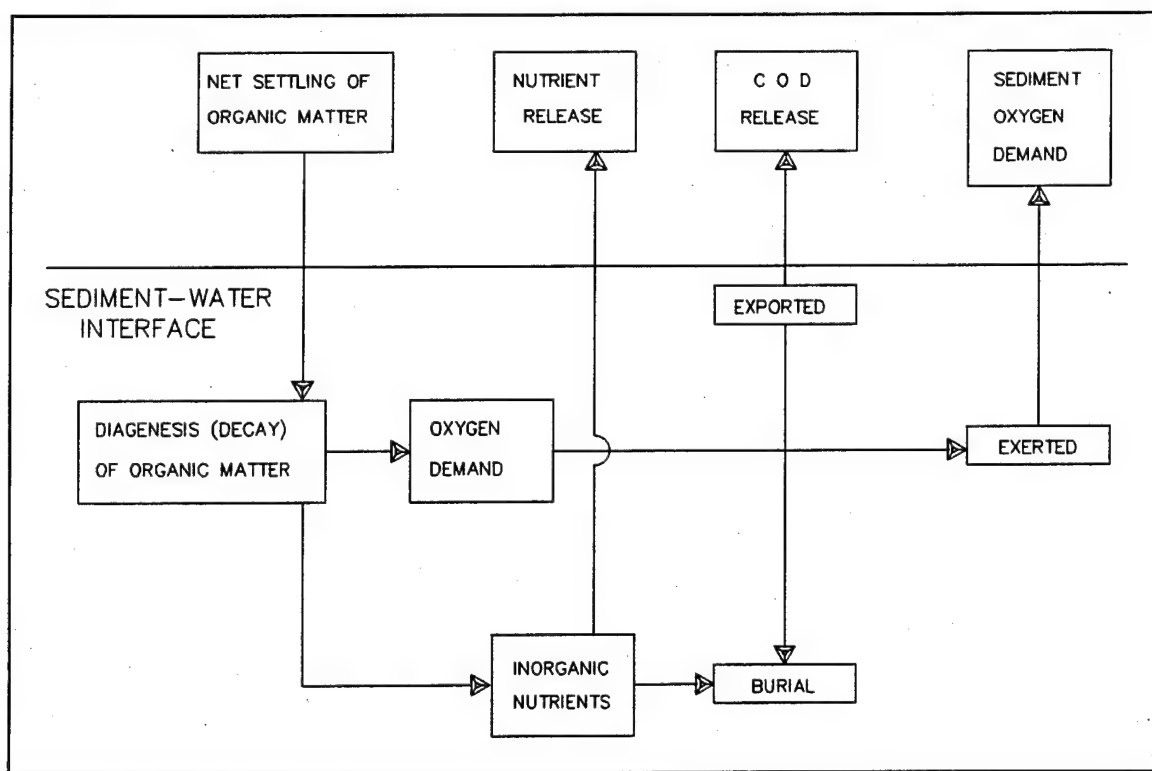 NET SETTLING OF
ORGANIC MATTER
NUTRIENT
RELEASE
C O D
RELEASE
SEDIMENT
OXYGEN
DEMAND
SEDIMENT-WATER
INTERFACE
EXPORTED
DIAGENESIS (DECAY)
OF ORGANIC MATTER
OXYGEN
DEMAND
EXERTED
INORGANIC
NUTRIENTS
BURIAL